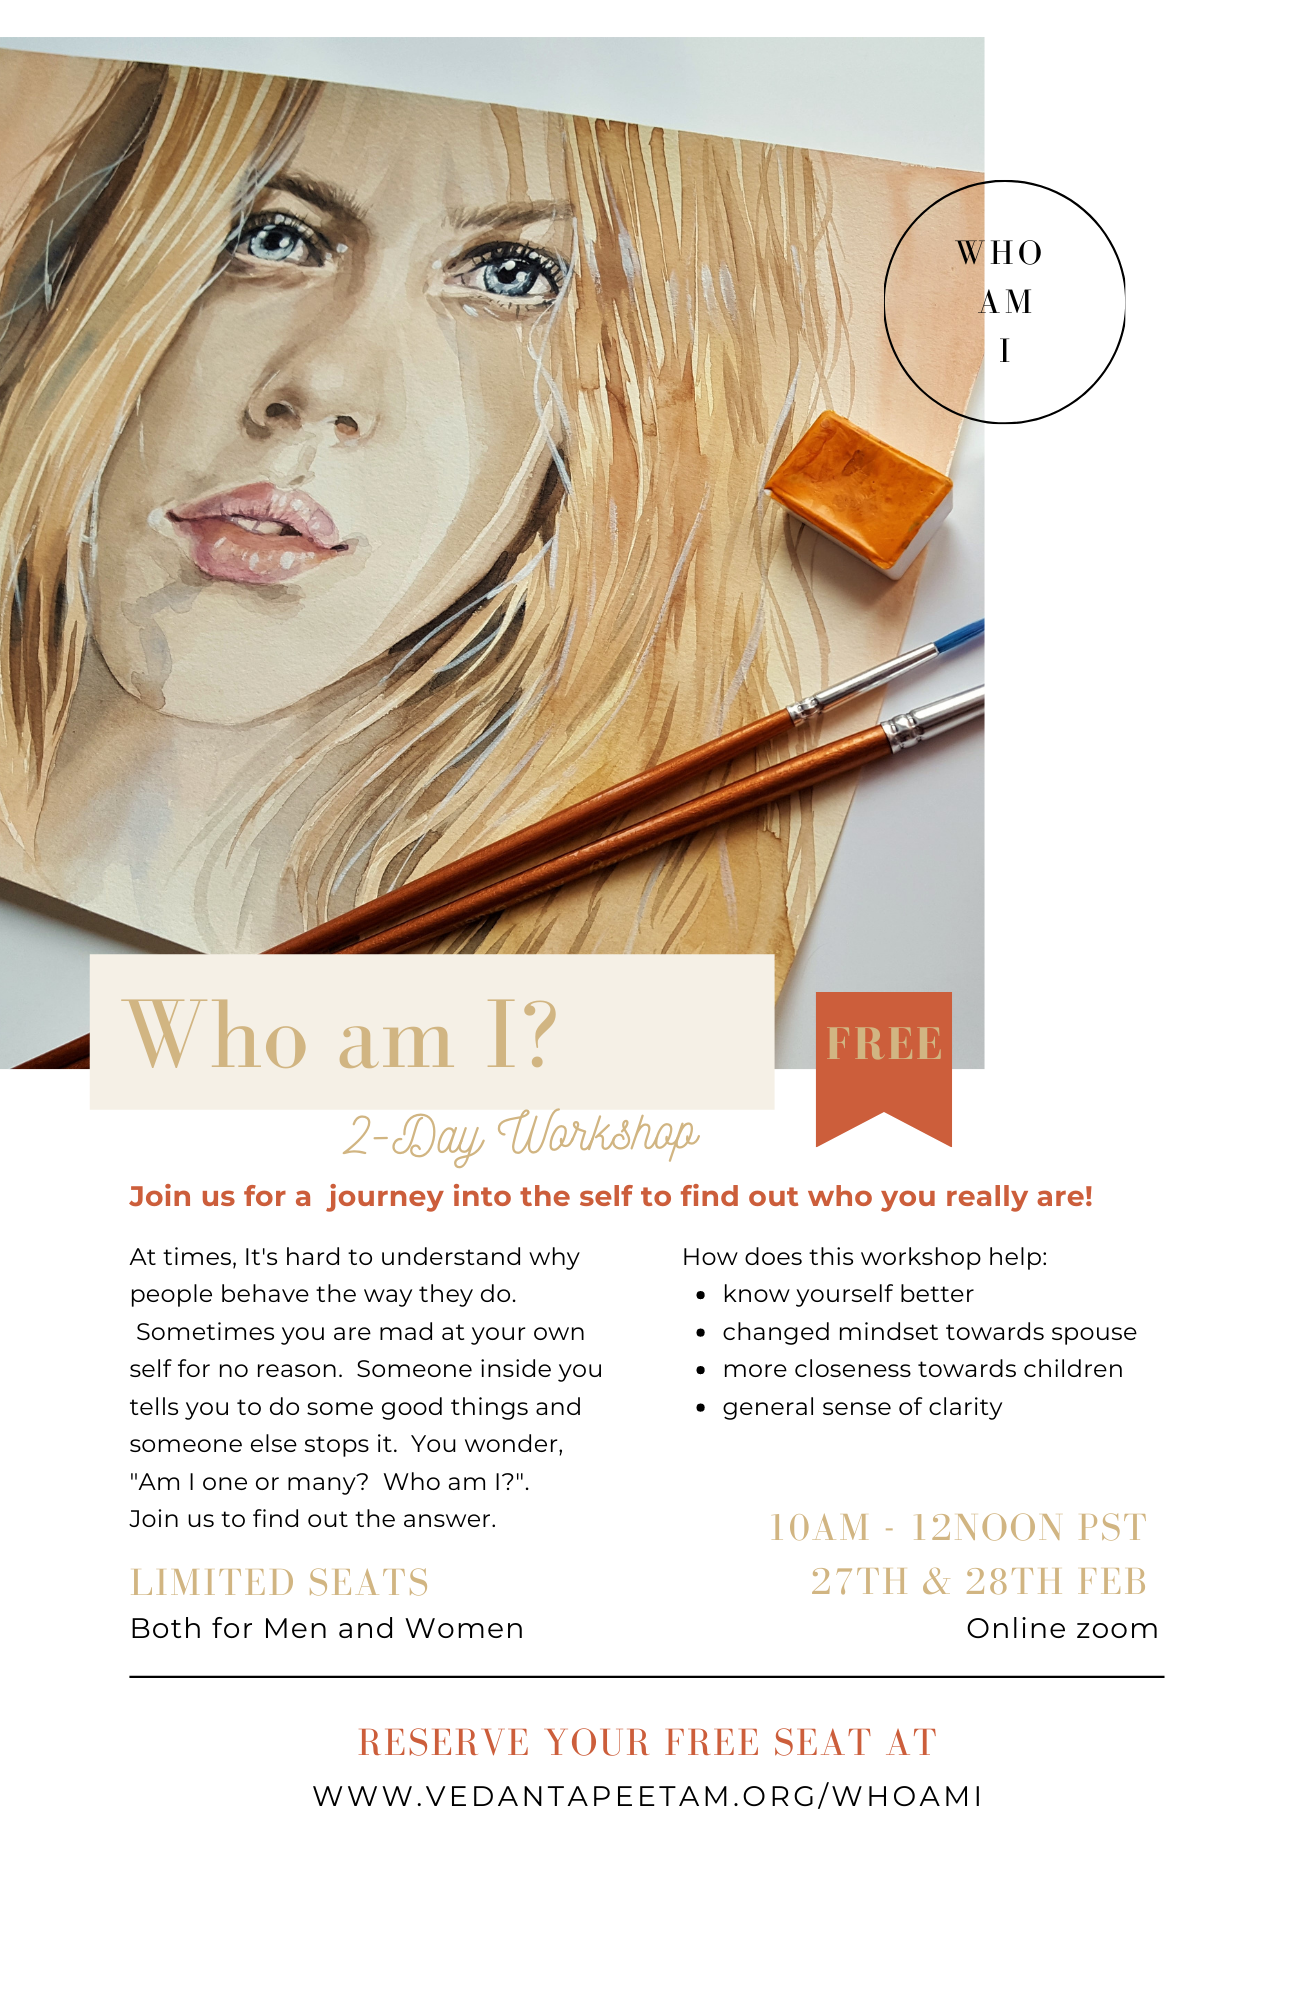 WHO
AM
I
Who am I?
FREE
2-Day Workshop
Join us for a  journey into the self to find out who you really are!
At times, It's hard to understand why
people behave the way they do.
Sometimes you are mad at your own
self for no reason.  Someone inside you
tells you to do some good things and
someone else stops it.  You wonder,
"Am I one or many?  Who am I?".
Join us to find out the answer.
How does this workshop help:
• know yourself better
• changed mindset towards spouse
• more closeness towards children
• general sense of clarity
LIMITED SEATS
Both for Men and Women
10AM - 12NOON PST
27TH & 28TH FEB
Online zoom
RESERVE YOUR FREE SEAT AT
WWW.VEDANTAPEETAM.ORG/WHOAMI